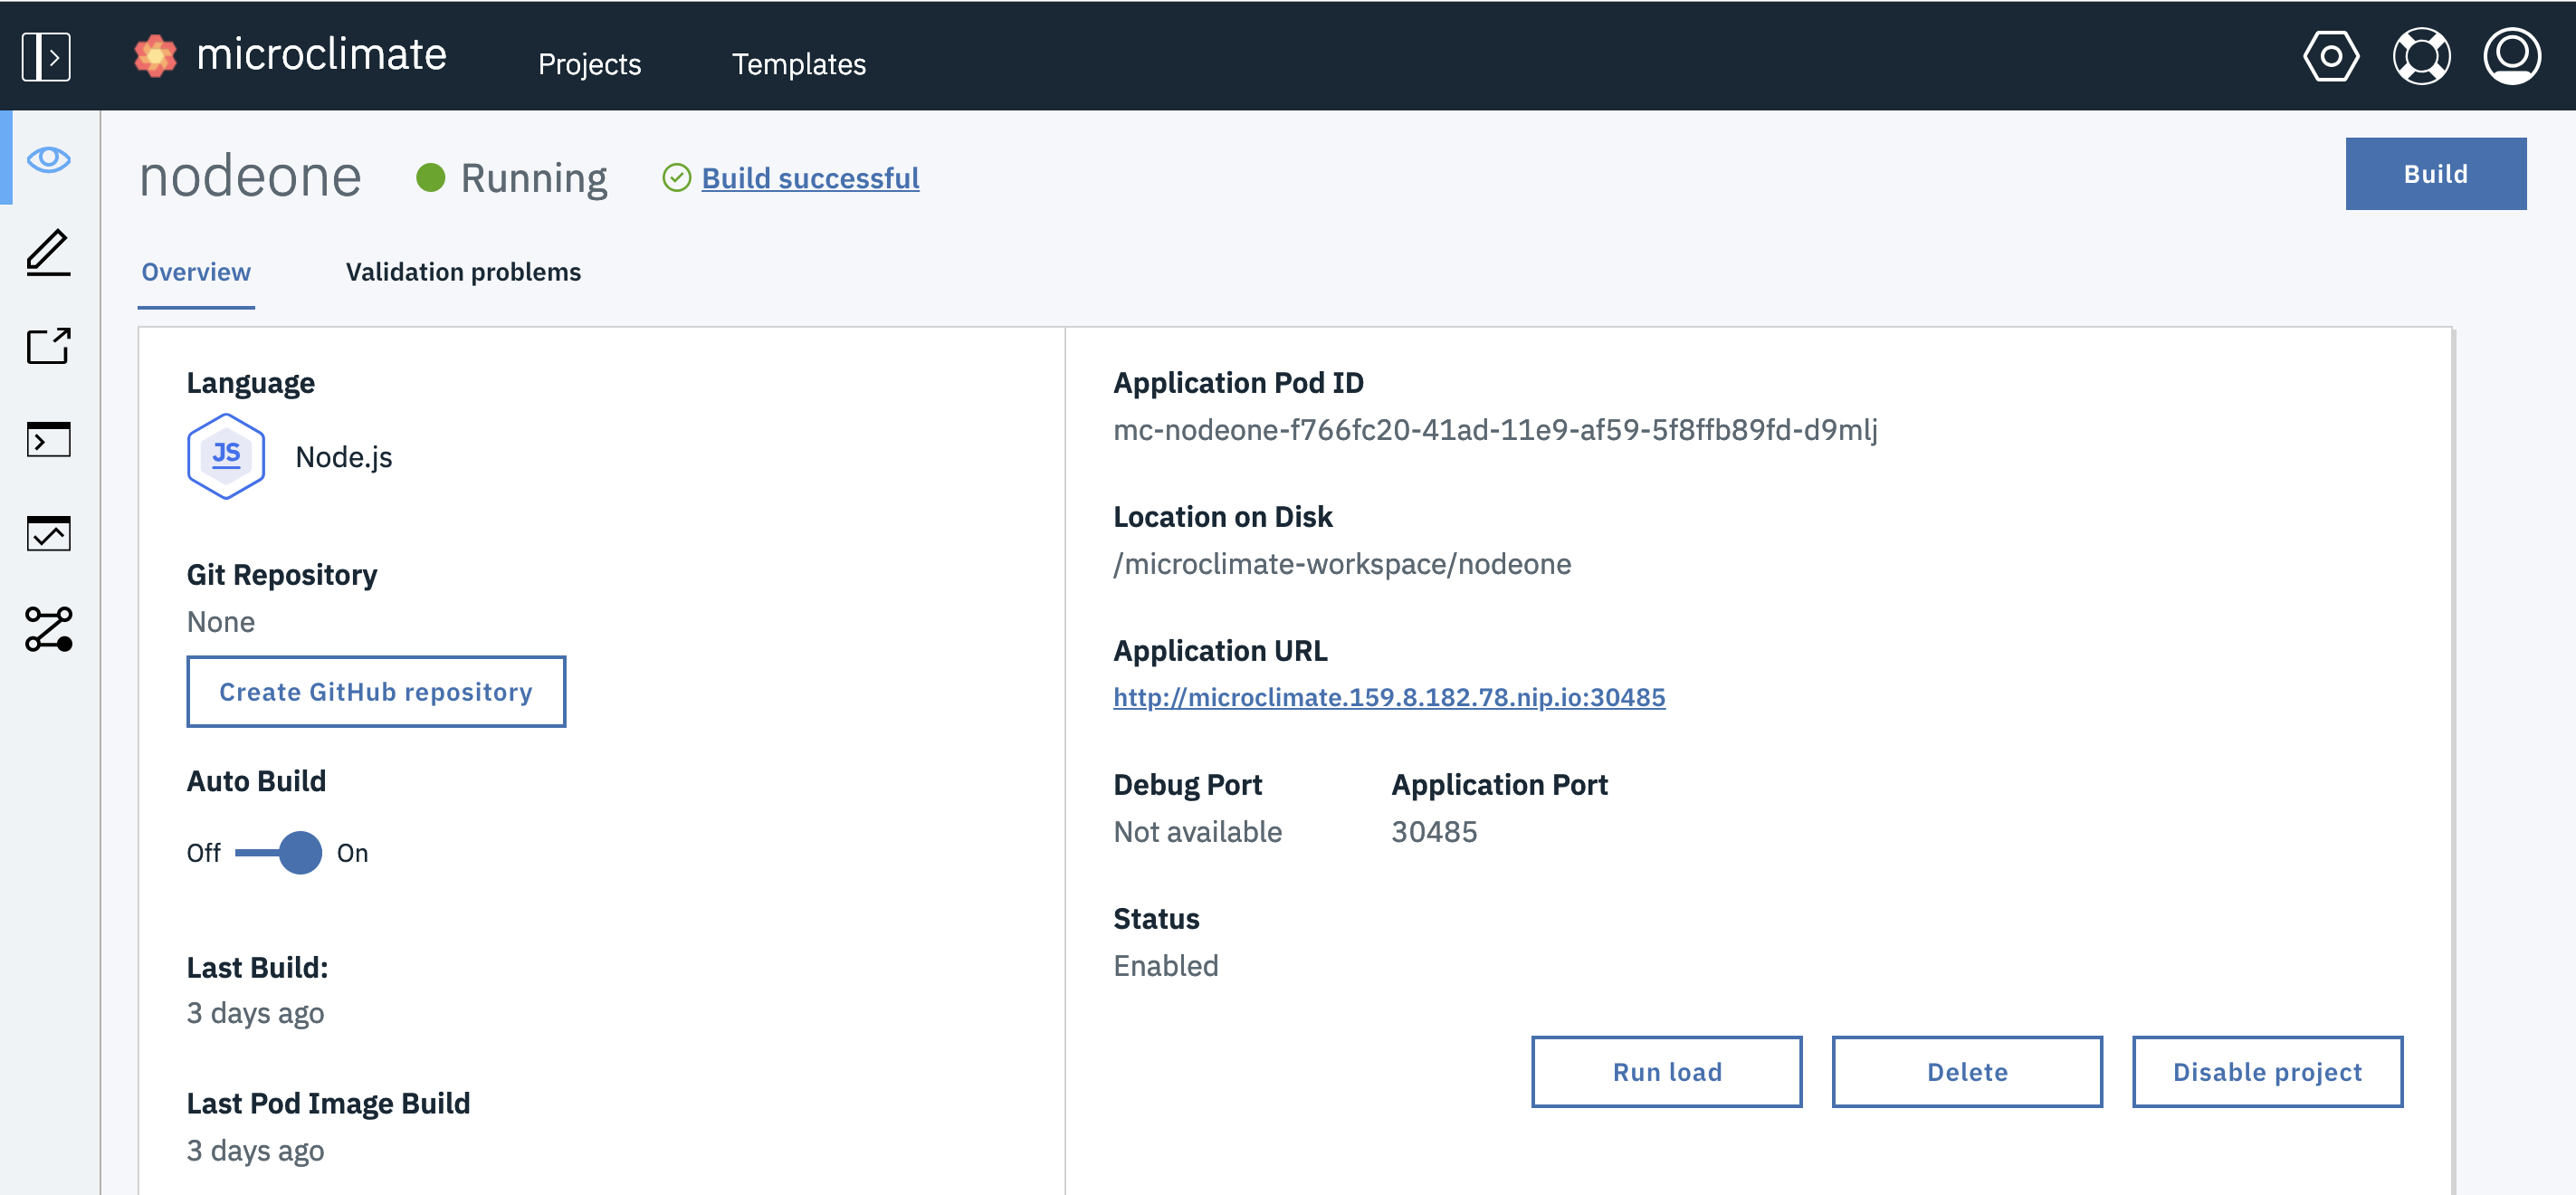 microclimate Projects Templates
nodeone Running Build successful Build
Overview Validation problems
Language
JS Node.js
Git Repository
None
Create GitHub repository
Auto Build
Off On
Last Build:
3 days ago
Last Pod Image Build
3 days ago
Application Pod ID
mc-nodeone-f766fc20-41ad-11e9-af59-5f8ffb89fd-d9mlj
Location on Disk
/microclimate-workspace/nodeone
Application URL
http://microclimate.159.8.182.78.nip.io:30485
Debug Port Application Port
Not available 30485
Status
Enabled
Run load Delete Disable project